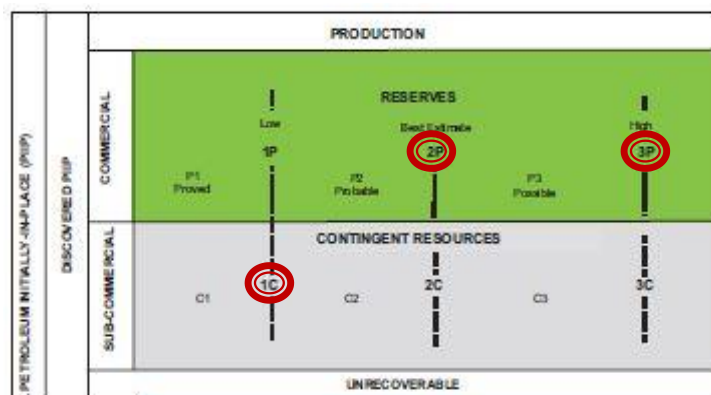 PRODUCTION
PETROLEUM INITIALLY-IN-PLACE (PIIP)
DISCOVERED PIIP
COMMERCIAL
RESERVES
Low
Best Estimate
High
1P
2P
3P
P1
Proved
P2
Probable
P3
Possible
SUB-COMMERCIAL
CONTINGENT RESOURCES
1C
2C
3C
C1
C2
C3
UNRECOVERABLE